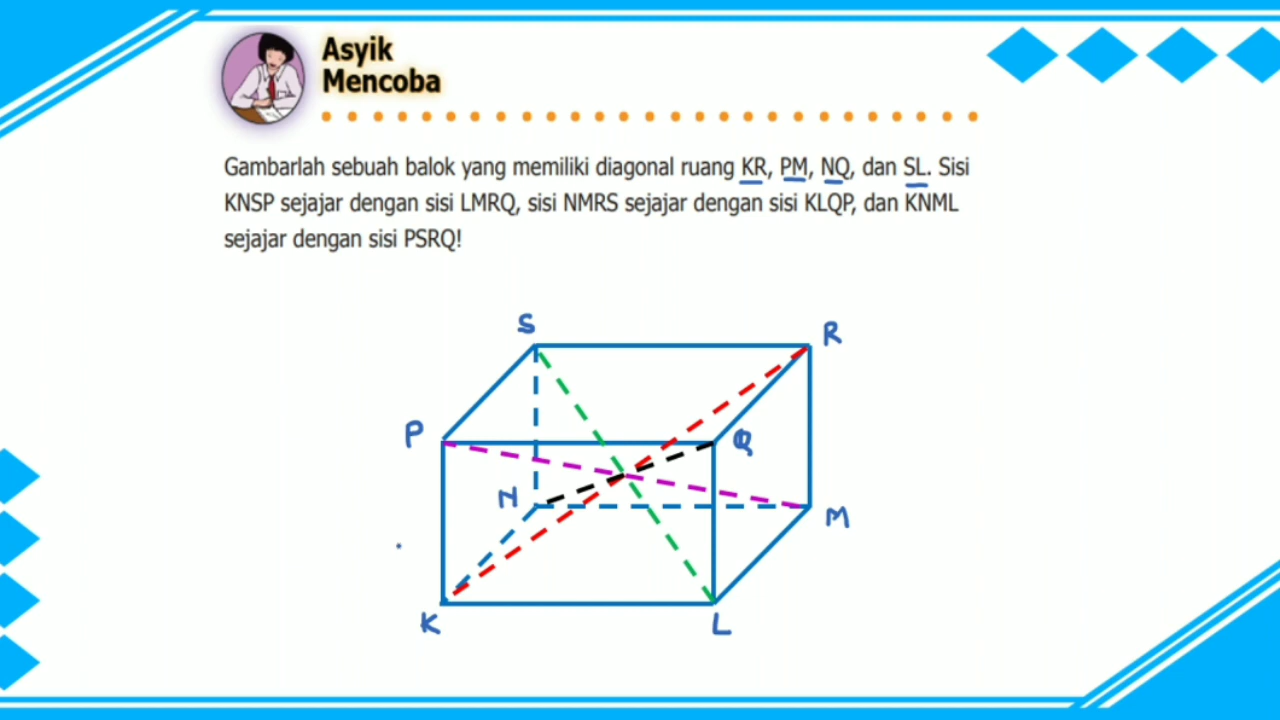 Asyik
Mencoba
Gambarlah sebuah balok yang memiliki diagonal ruang KR, PM, NQ, dan SL. Sisi
KNSP sejajar dengan sisi LMRQ, sisi NMRS sejajar dengan sisi KLQP, dan KNML
sejajar dengan sisi PSRQ!
S
R
P
Q
N
M
K
L